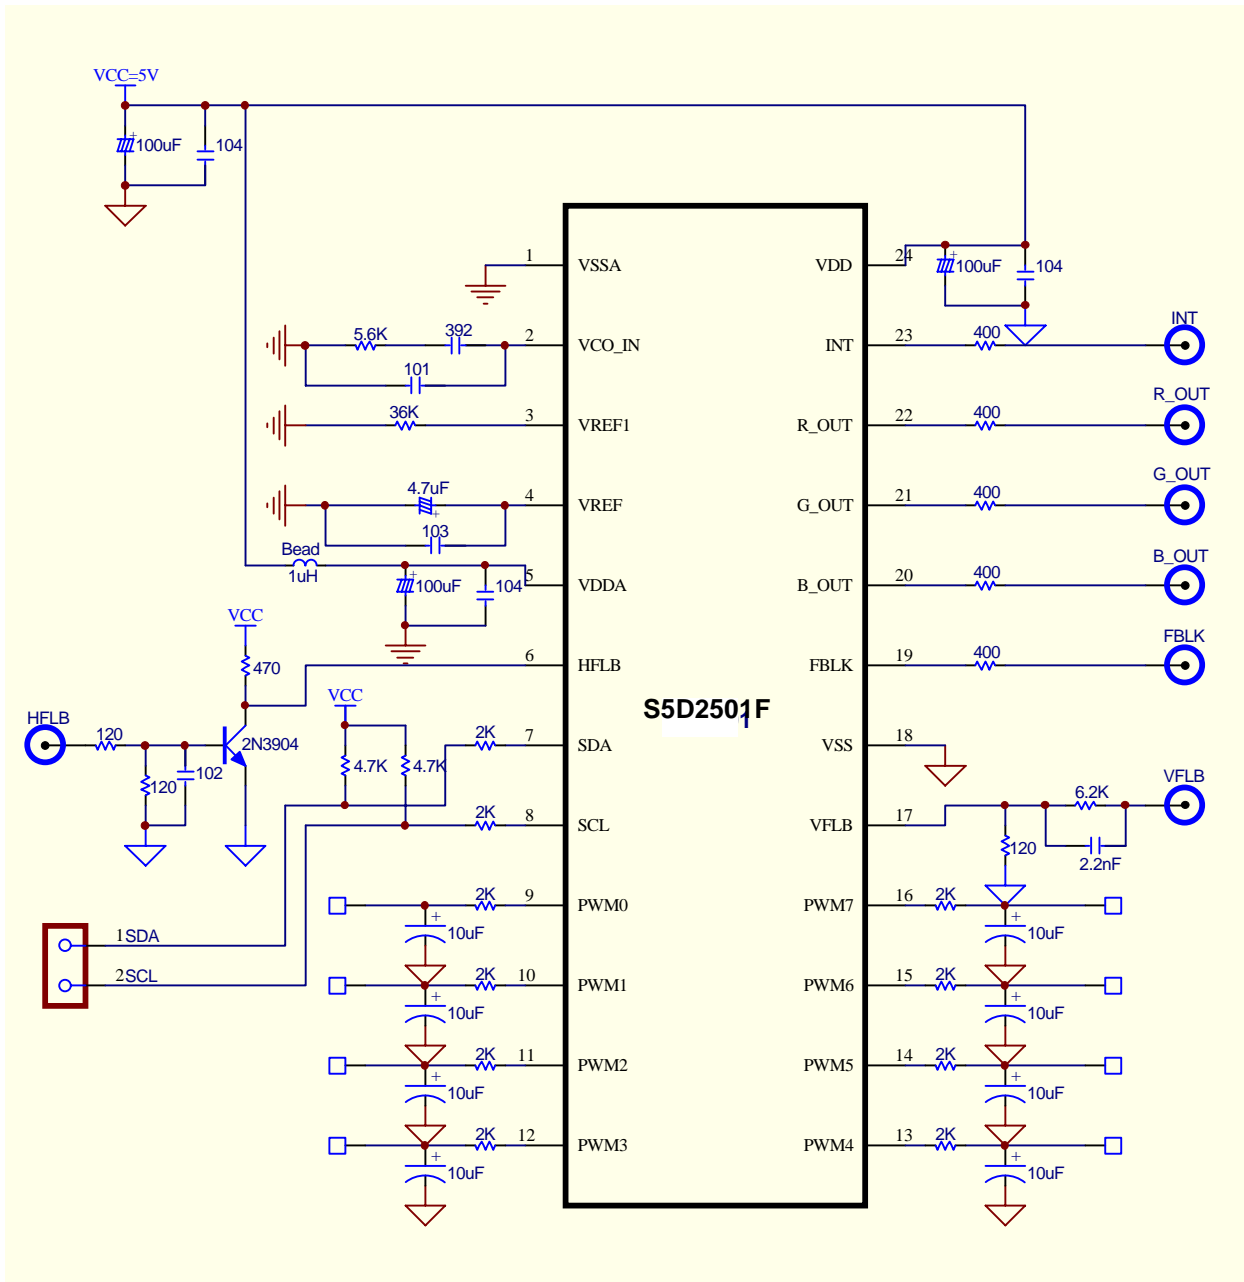 VCC=5V
+
100uF
104
1
VSSA
VDD
24
+
100uF
104
5.6K
392
2
VCO_IN
INT
23
400
INT
101
36K
3
VREF1
R_OUT
22
400
R_OUT
4.7uF
+
4
VREF
G_OUT
21
400
G_OUT
103
Bead
1uH
+
100uF
104
5
VDDA
B_OUT
20
400
B_OUT
VCC
470
6
HFLB
FBLK
19
400
FBLK
S5D2501F
1
HFLB
120
120
102
2N3904
VCC
4.7K
4.7K
2K
7
SDA
VSS
18
2K
8
SCL
VFLB
17
120
6.2K
2.2nF
VFLB
1 SDA
2 SCL
2K
9
PWM0
+
10uF
PWM7
16
2K
+
10uF
2K
10
PWM1
+
10uF
PWM6
15
2K
+
10uF
2K
11
PWM2
+
10uF
PWM5
14
2K
+
10uF
2K
12
PWM3
+
10uF
PWM4
13
2K
+
10uF